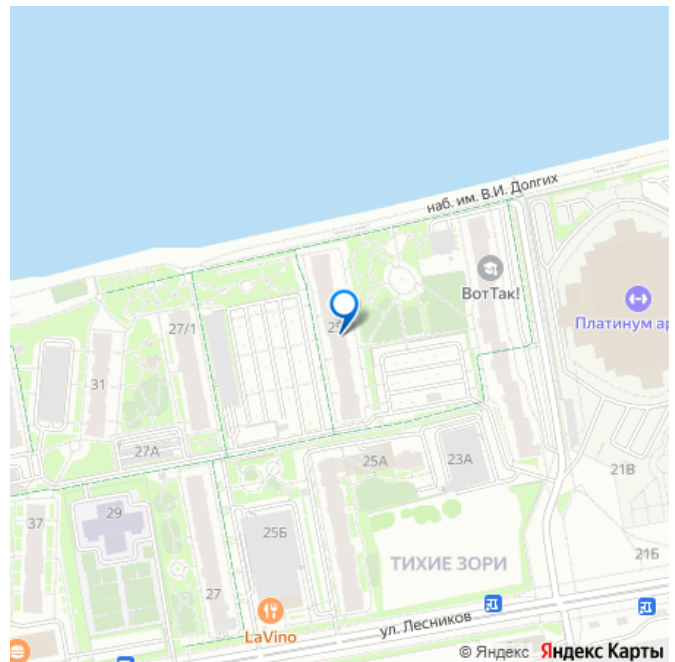 наб. им. В.И. Долгих
ВотТак!
Платинум ар
27/1
31
27А
25А
23А
21В
37
29
25Б
ТИХИЕ ЗОРИ
21Б
27
LaVino
ул. Лесников
© Яндекс Яндекс Карты